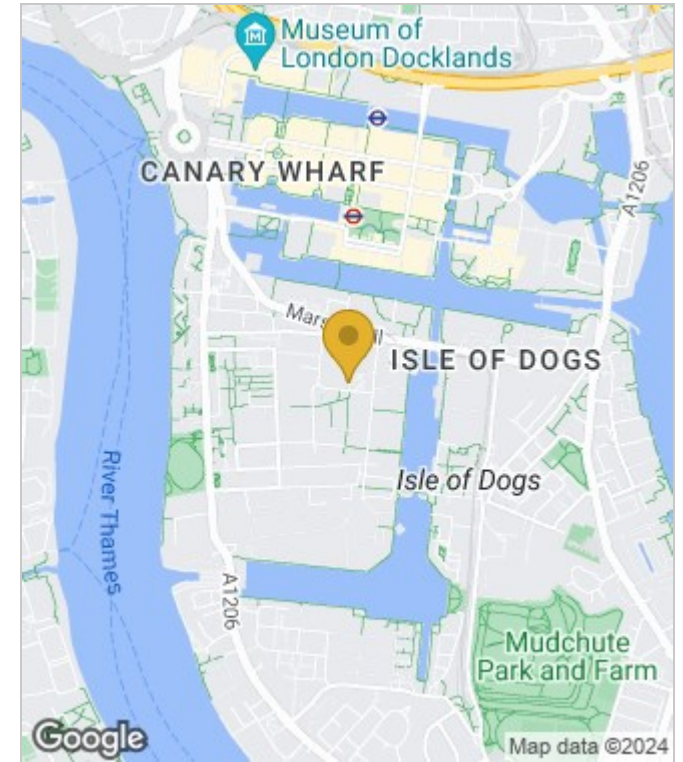 Museum of
London Docklands
CANARY WHARF
A1206
ISLE OF DOGS
Isle of Dogs
River Thames
A1206
Mudchute
Park and Farm
Google
Map data ©2024